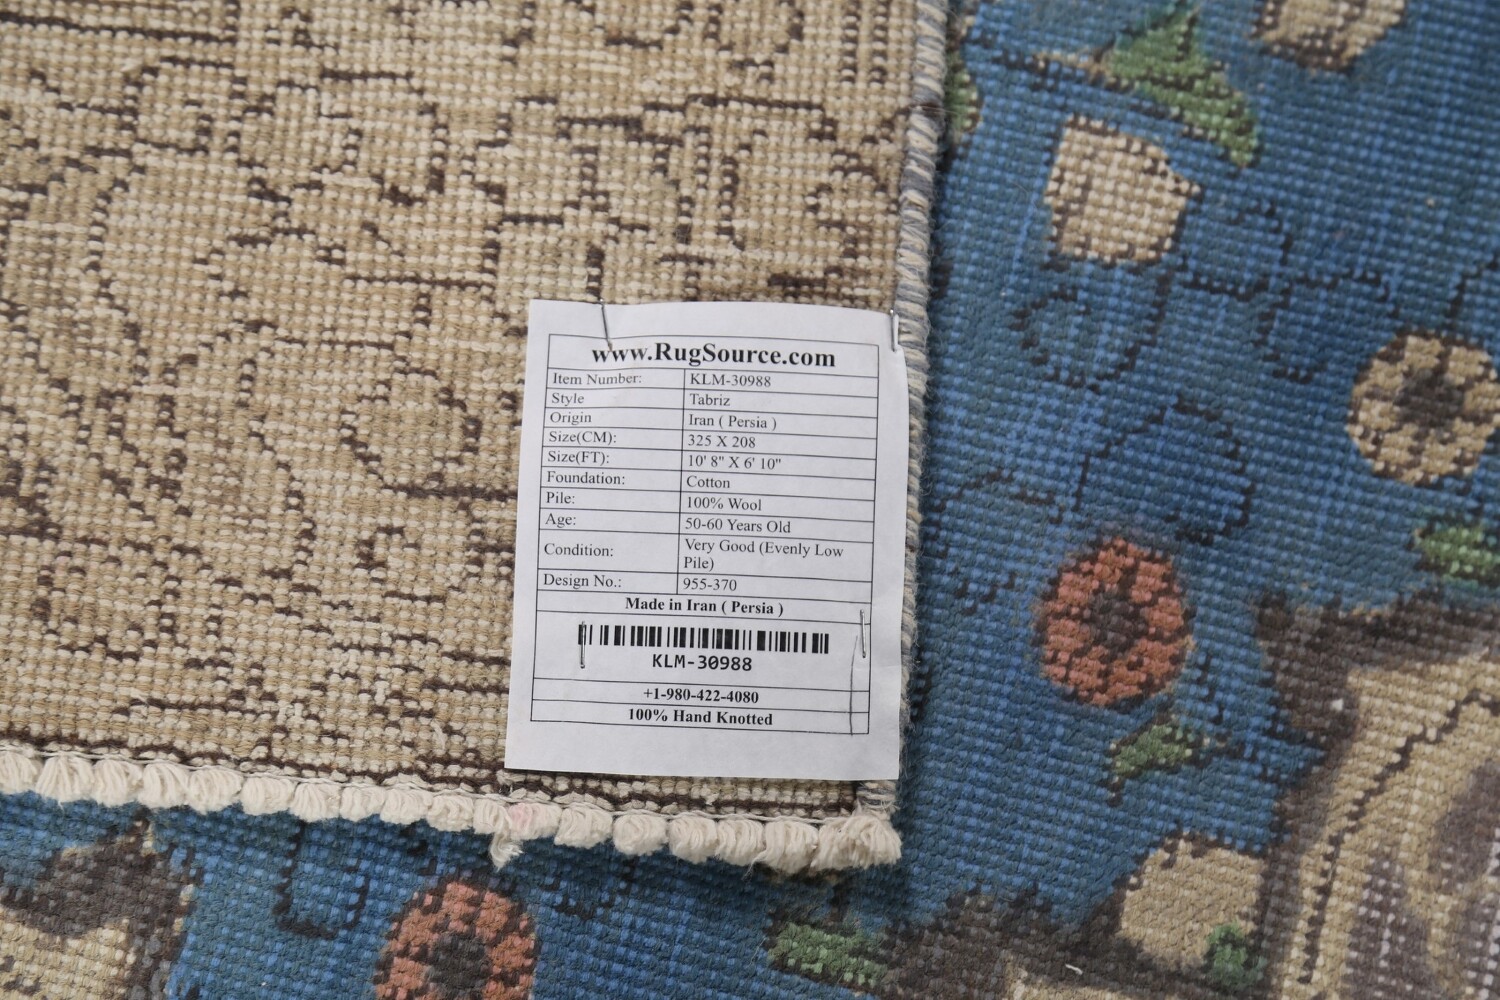 www.RugSource.com
Item Number: KLM-30988
Style Tabriz
Origin Iran ( Persia )
Size(CM): 325 X 208
Size(FT): 10' 8" X 6' 10"
Foundation: Cotton
Pile: 100% Wool
Age: 50-60 Years Old
Condition: Very Good (Evenly Low
Pile)
Design No.: 955-370
Made in Iran ( Persia )
KLM-30988
+1-980-422-4080
100% Hand Knotted